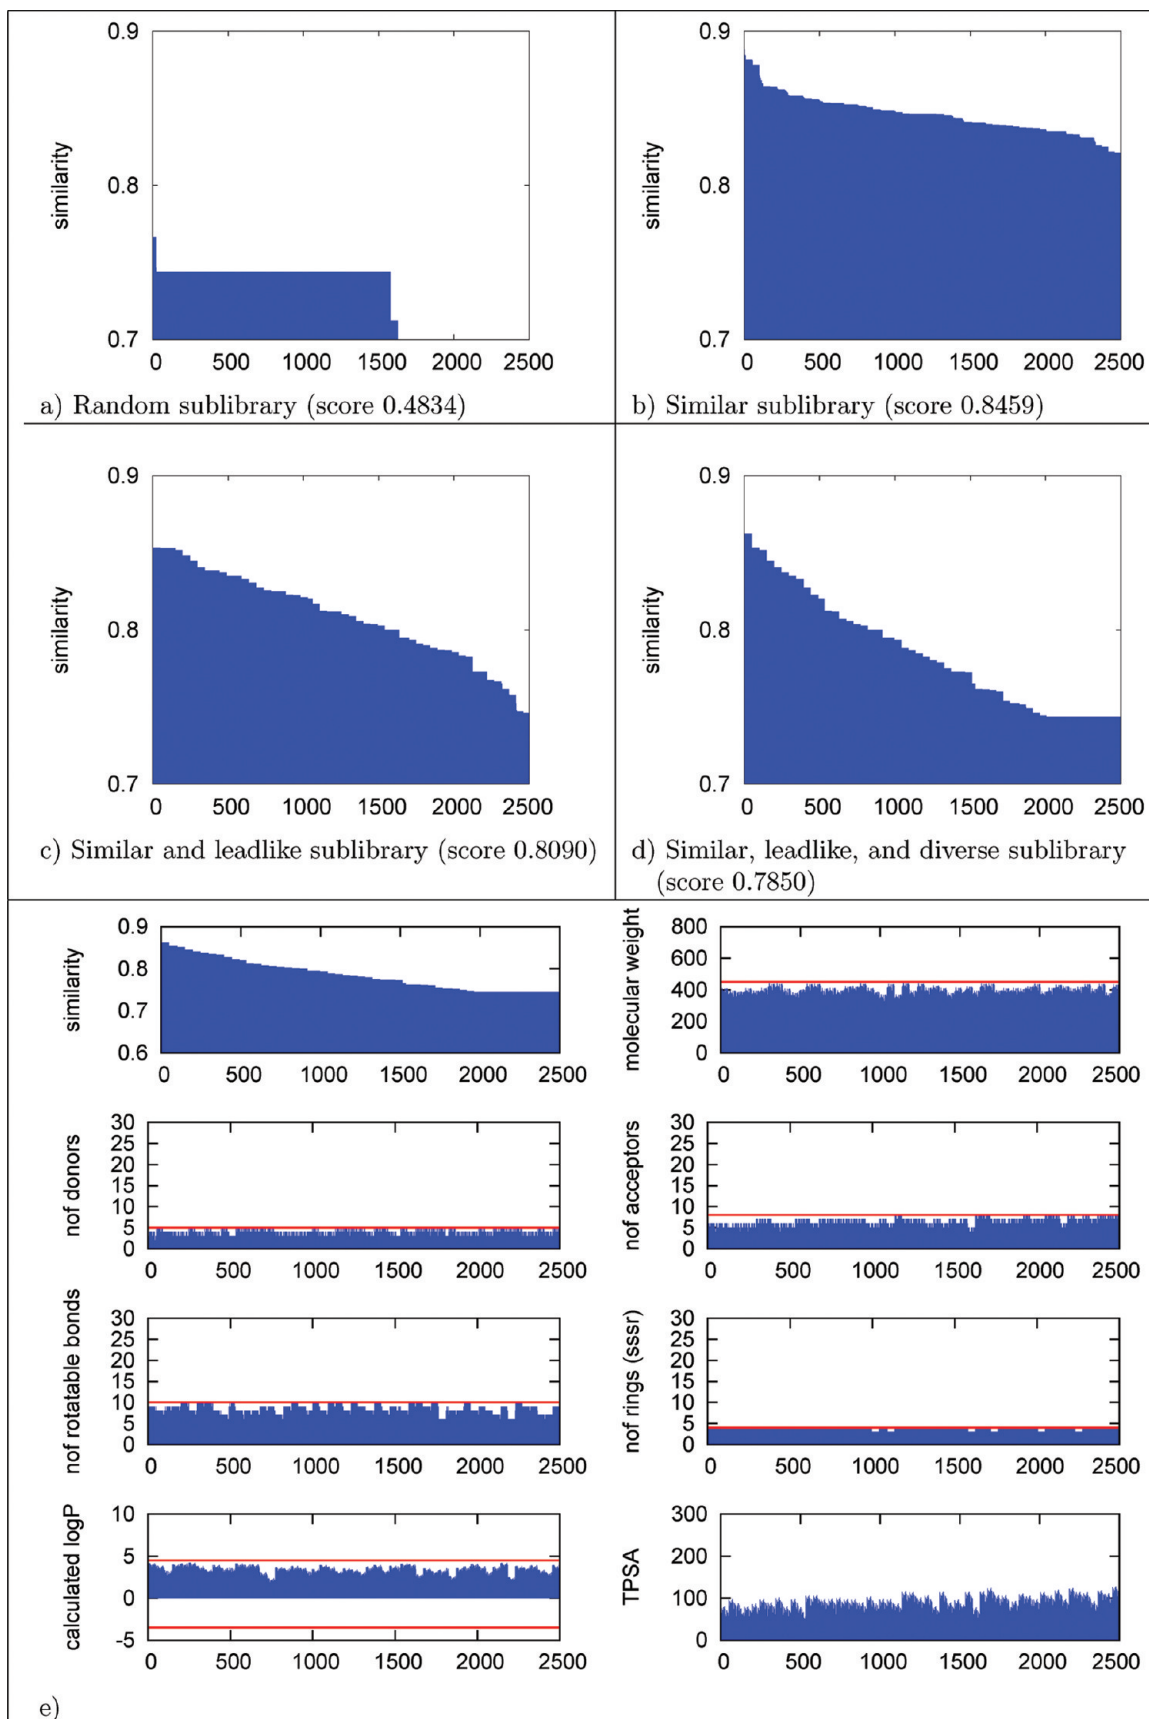 0.9
0.8
0.7
similarity
0 500 1000 1500 2000 2500
a) Random sublibrary (score 0.4834)
0.9
0.8
0.7
similarity
0 500 1000 1500 2000 2500
b) Similar sublibrary (score 0.8459)
0.9
0.8
0.7
similarity
0 500 1000 1500 2000 2500
c) Similar and leadlike sublibrary (score 0.8090)
0.9
0.8
0.7
similarity
0 500 1000 1500 2000 2500
d) Similar, leadlike, and diverse sublibrary
(score 0.7850)
similarity
0.9
0.8
0.7
0.6
0 500 1000 1500 2000 2500
molecular weight
800
600
400
200
0
0 500 1000 1500 2000 2500
nof donors
30
25
20
15
10
5
0
0 500 1000 1500 2000 2500
nof acceptors
30
25
20
15
10
5
0
0 500 1000 1500 2000 2500
nof rotatable bonds
30
25
20
15
10
5
0
0 500 1000 1500 2000 2500
nof rings (sssr)
30
25
20
15
10
5
0
0 500 1000 1500 2000 2500
calculated logP
10
5
0
-5
0 500 1000 1500 2000 2500
TPSA
300
200
100
0
0 500 1000 1500 2000 2500
e)